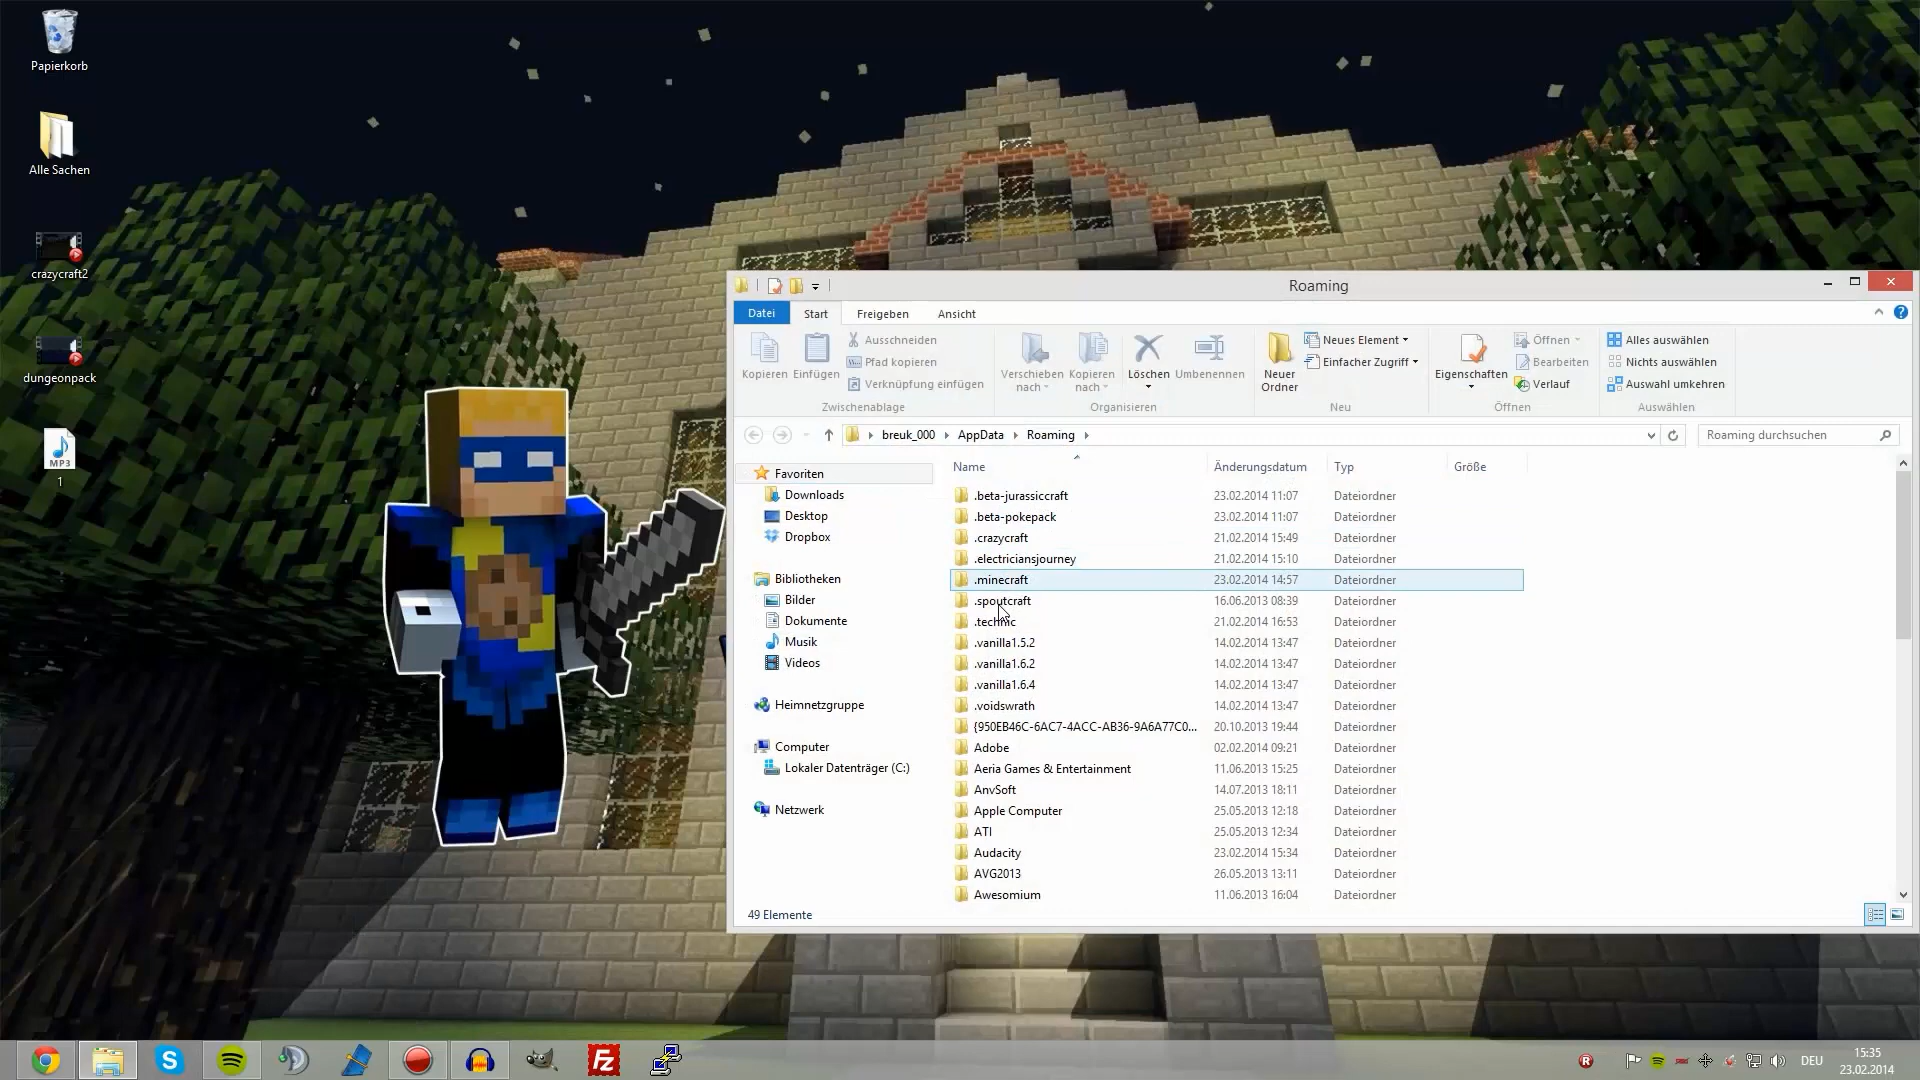 Papierkorb
Alle Sachen
crazycraft2
dungeonpack
MP3
1
Roaming
Datei Start Freigeben Ansicht
Kopieren
Einfügen
Ausschneiden
Pfad kopieren
Verknüpfung einfügen
Zwischenablage
Verschieben nach
Kopieren nach
Löschen
Umbenennen
Organisieren
Neuer Ordner
Neues Element
Einfacher Zugriff
Neu
Eigenschaften
Öffnen
Bearbeiten
Verlauf
Öffnen
Alles auswählen
Nichts auswählen
Auswahl umkehren
Auswählen
breuk_000 AppData Roaming
Roaming durchsuchen
Favoriten
Downloads
Desktop
Dropbox
Bibliotheken
Bilder
Dokumente
Musik
Videos
Heimnetzgruppe
Computer
Lokaler Datenträger (C:)
Netzwerk
Name Änderungsdatum Typ Größe
.beta-jurassiccraft 23.02.2014 11:07 Dateiordner
.beta-pokepack 23.02.2014 11:07 Dateiordner
.crazycraft 21.02.2014 15:49 Dateiordner
.electriciansjourney 21.02.2014 15:10 Dateiordner
.minecraft 23.02.2014 14:57 Dateiordner
.spoutcraft 16.06.2013 08:39 Dateiordner
.technic 21.02.2014 16:53 Dateiordner
.vanilla1.5.2 14.02.2014 13:47 Dateiordner
.vanilla1.6.2 14.02.2014 13:47 Dateiordner
.vanilla1.6.4 14.02.2014 13:47 Dateiordner
.voidswrath 14.02.2014 13:47 Dateiordner
{950EB46C-6AC7-4ACC-AB36-9A6A77C0... 20.10.2013 19:44 Dateiordner
Adobe 02.02.2014 09:21 Dateiordner
Aeria Games & Entertainment 11.06.2013 15:25 Dateiordner
AnvSoft 14.07.2013 18:11 Dateiordner
Apple Computer 25.05.2013 12:18 Dateiordner
ATI 25.05.2013 12:34 Dateiordner
Audacity 23.02.2014 15:34 Dateiordner
AVG2013 26.05.2013 13:11 Dateiordner
Awesomium 11.06.2013 16:04 Dateiordner
49 Elemente
DEU
15:35
23.02.2014